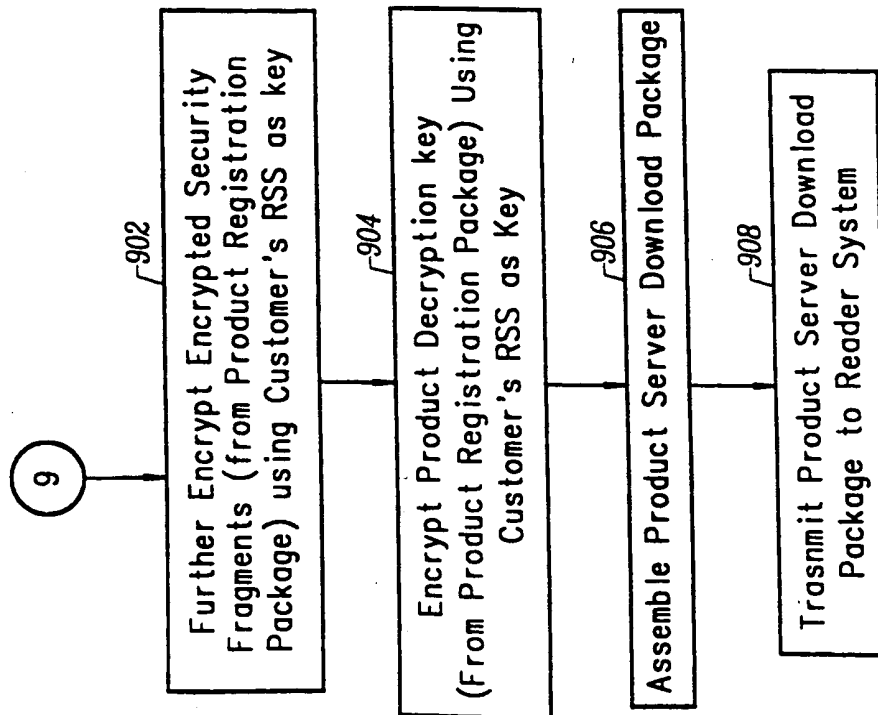 9
902
Further Encrypt Encrypted Security
Fragments (from Product Registration
Package) using Customer's RSS as key
904
Encrypt Product Decryption key
(From Product Registration Package) Using
Customer's RSS as Key
906
Assemble Product Server Download Package
908
Trasnmit Product Server Download
Package to Reader System